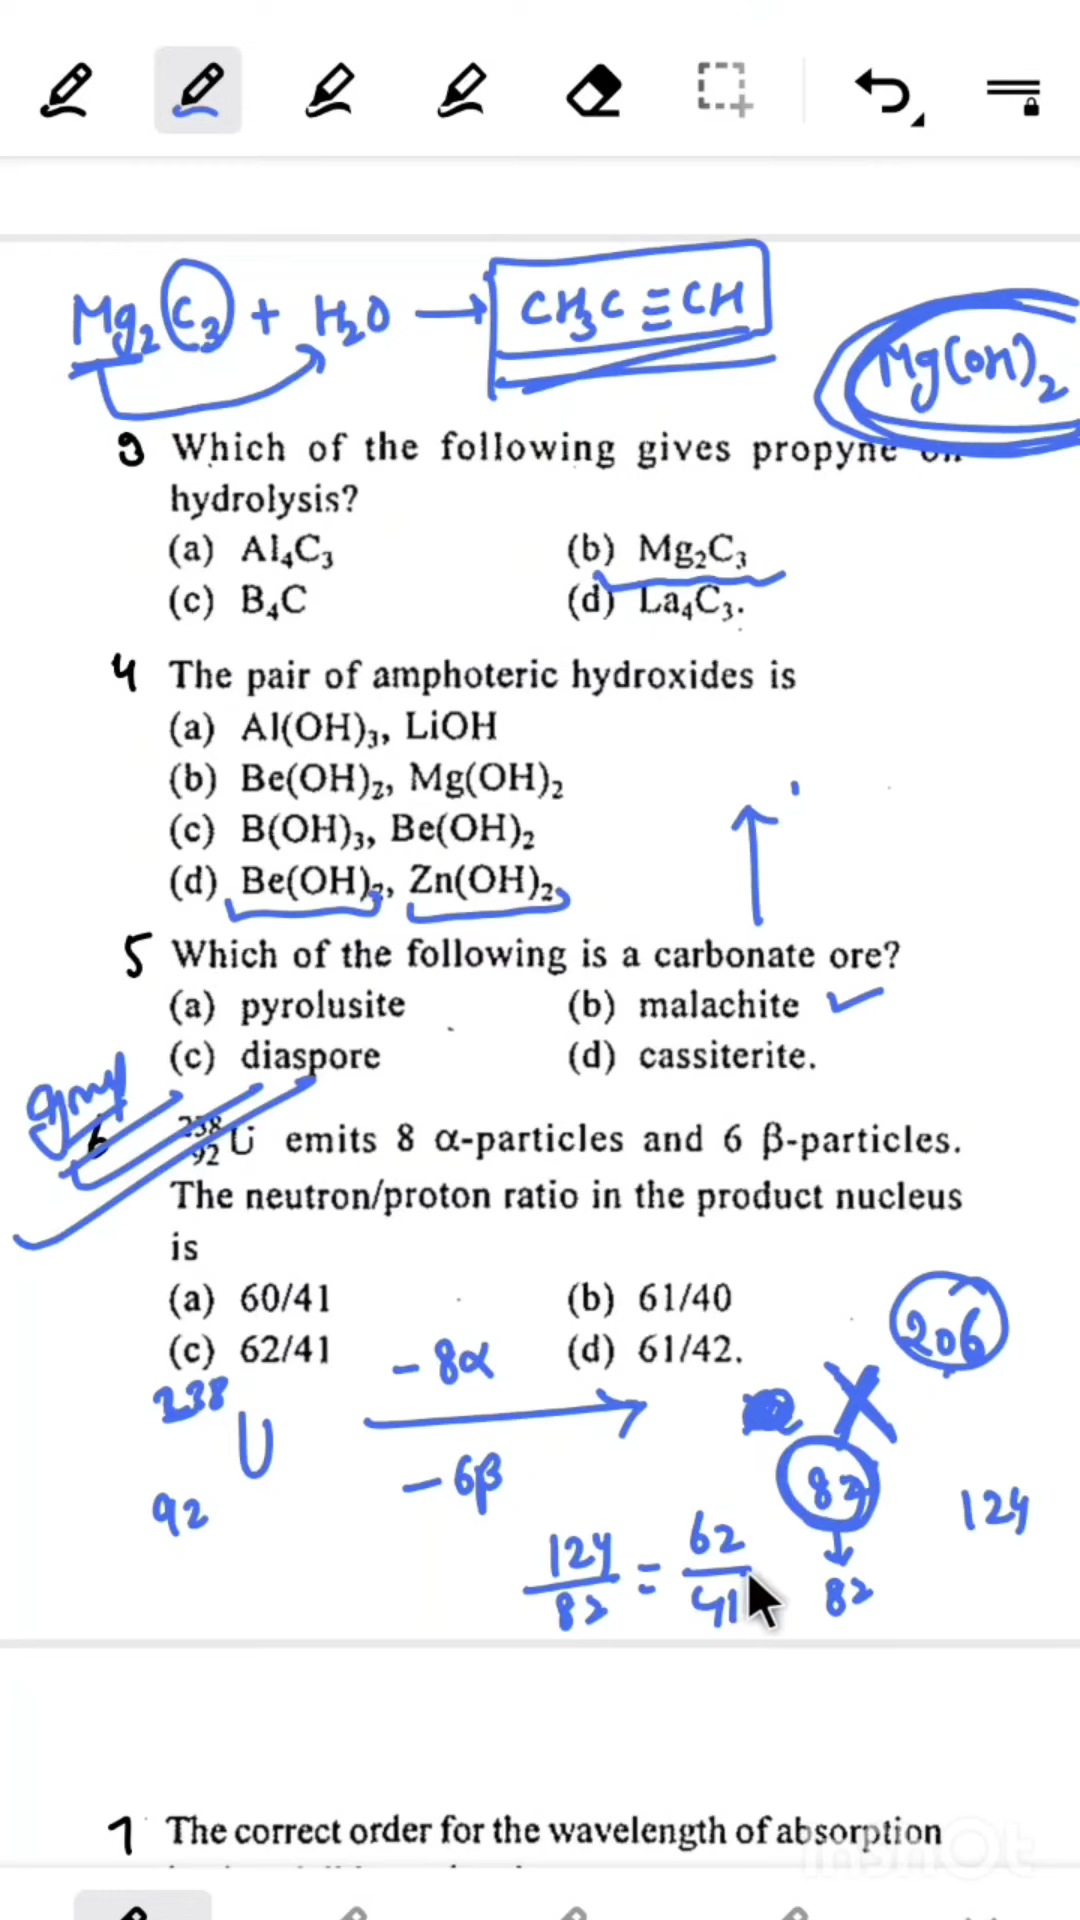 Mg₂C₃ + H₂O → CH₃C≡CH
Mg(OH)₂
3 Which of the following gives propyne on
hydrolysis?
(a) Al₄C₃ (b) Mg₂C₃
(c) B₄C (d) La₄C₃.
4 The pair of amphoteric hydroxides is
(a) Al(OH)₃, LiOH
(b) Be(OH)₂, Mg(OH)₂
(c) B(OH)₃, Be(OH)₂
(d) Be(OH)₂, Zn(OH)₂
5 Which of the following is a carbonate ore?
(a) pyrolusite (b) malachite
(c) diaspore (d) cassiterite.
6 ²³⁸₉₂U emits 8 α-particles and 6 β-particles.
The neutron/proton ratio in the product nucleus
is
(a) 60/41 (b) 61/40
(c) 62/41 (d) 61/42.
206
238 U 92 - 8α - 6β → X 82
124
124/82 = 62/41
82
7 The correct order for the wavelength of absorption
InShOt